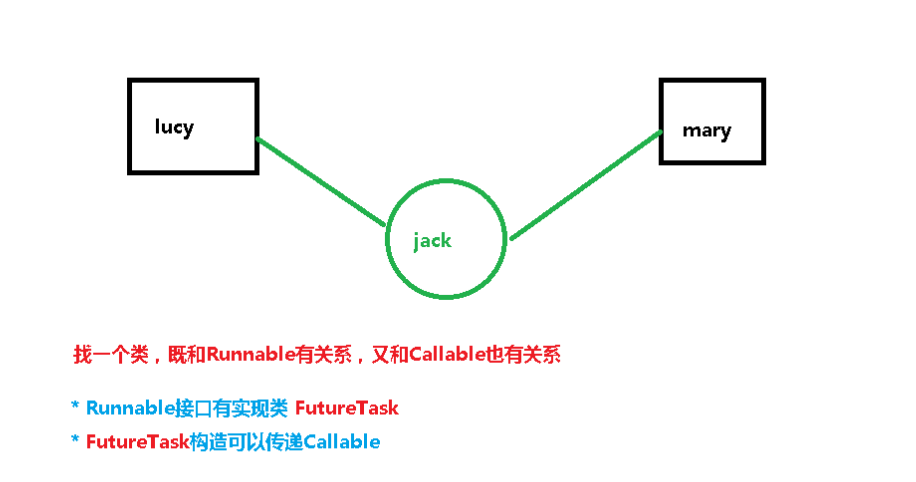 lucy
mary
jack
找一个类，既和Runnable有关系，又和Callable也有关系
* Runnable接口有实现类 FutureTask
* FutureTask构造可以传递Callable